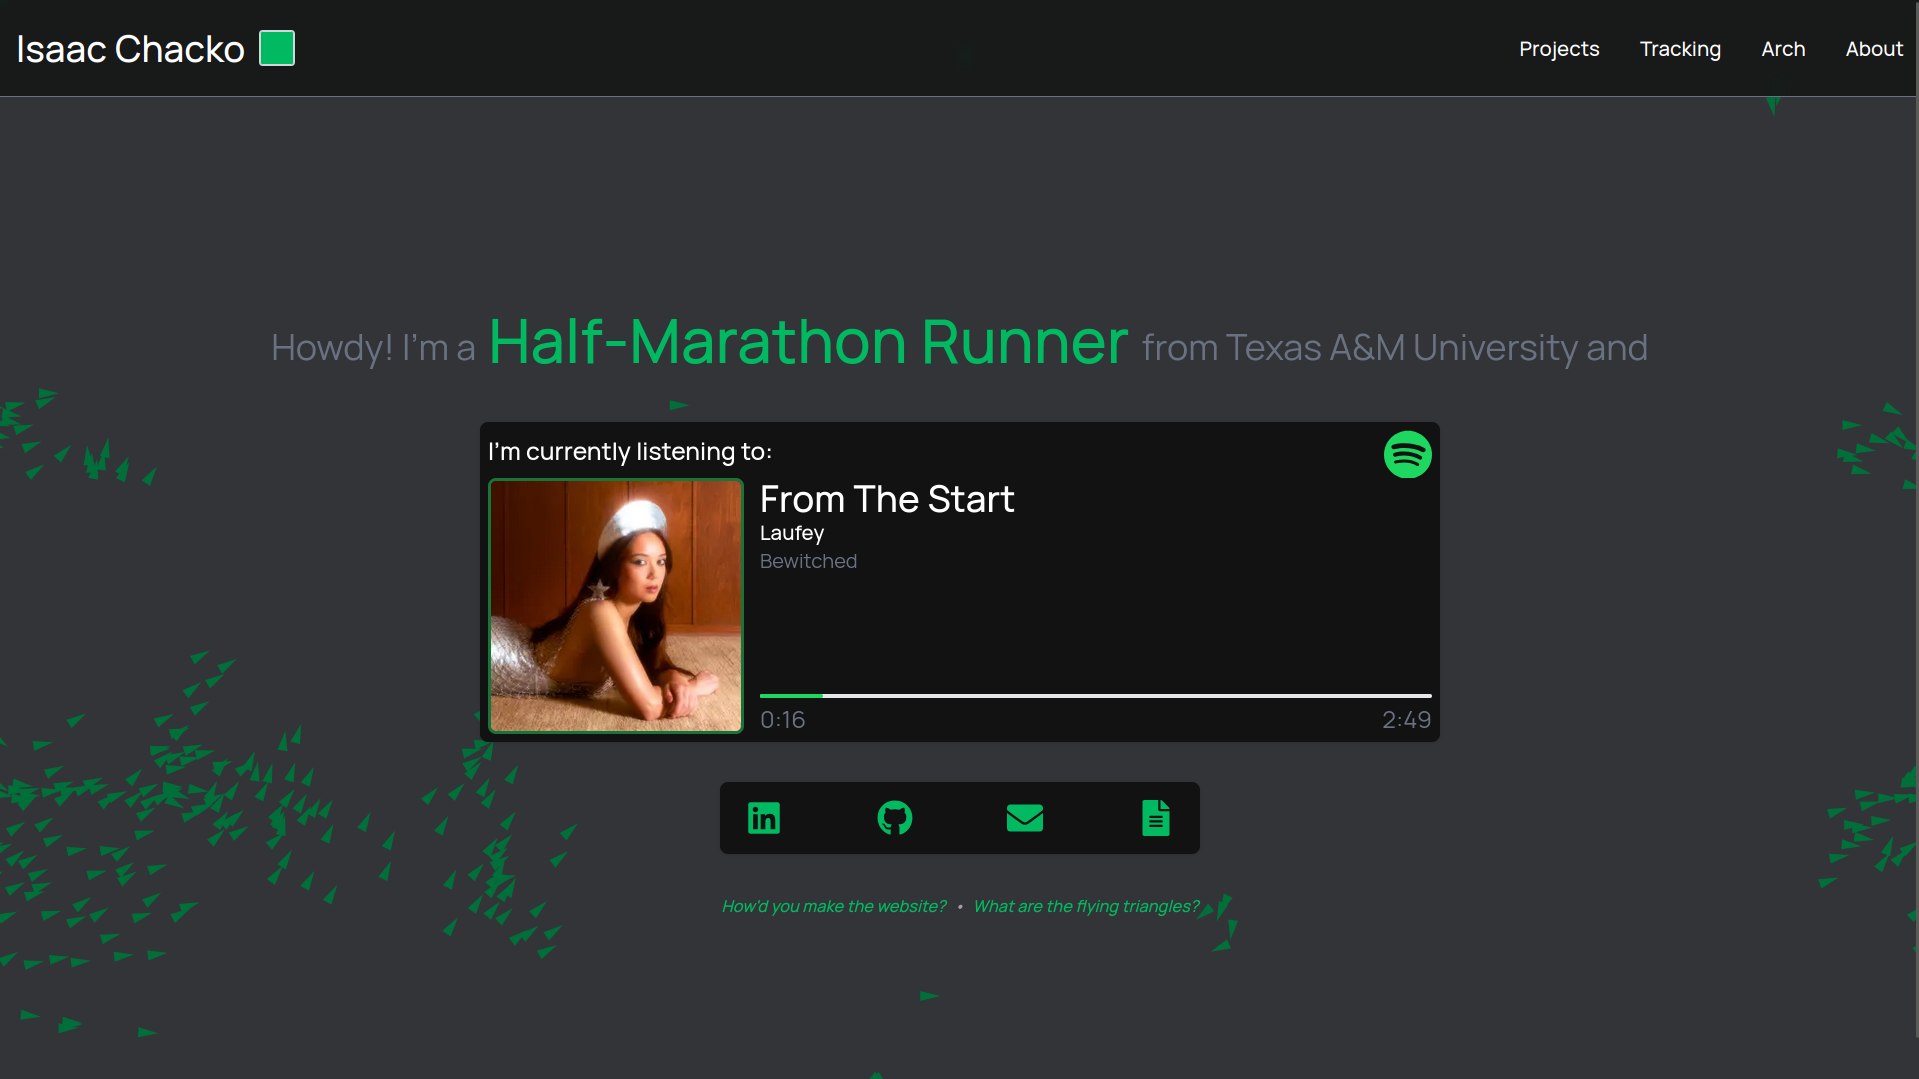 Isaac Chacko
Projects Tracking Arch About
Howdy! I'm a Half-Marathon Runner from Texas A&M University and
I'm currently listening to:
From The Start
Laufey
Bewitched
0:16 2:49
in
How'd you make the website? • What are the flying triangles?